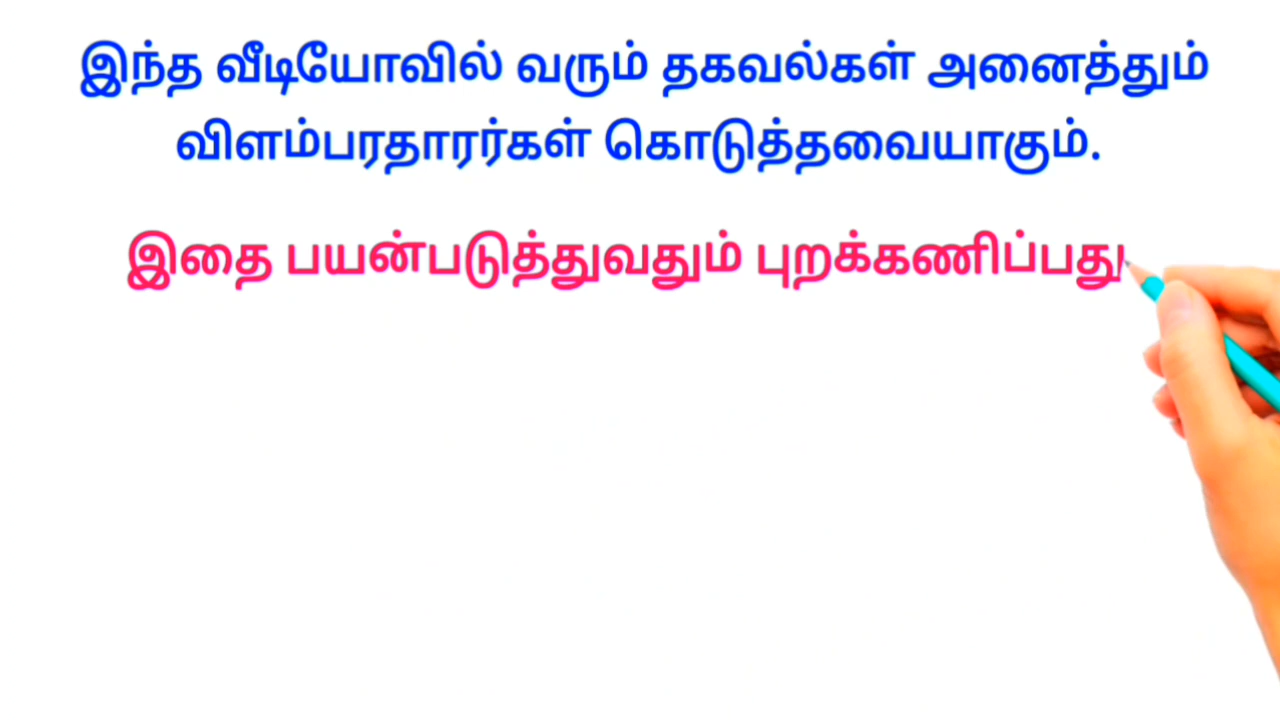 இந்த வீடியோவில் வரும் தகவல்கள் அனைத்தும்
விளம்பரதாரர்கள் கொடுத்தவையாகும்.
இதை பயன்படுத்துவதும் புறக்கணிப்பது